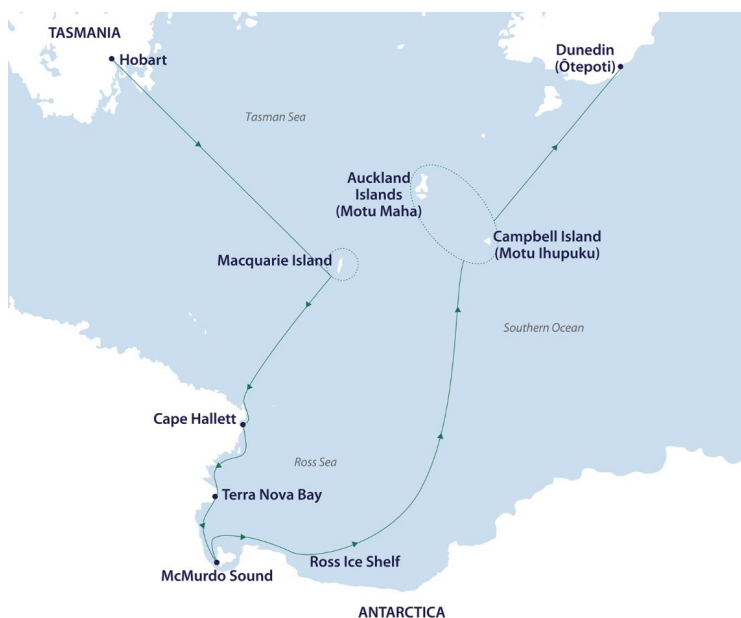 TASMANIA
Hobart
Dunedin
(Ōtepoti)
Tasman Sea
Auckland
Islands
(Motu Maha)
Campbell Island
(Motu Ihupuku)
Macquarie Island
Southern Ocean
Cape Hallett
Ross Sea
Terra Nova Bay
Ross Ice Shelf
McMurdo Sound
ANTARCTICA